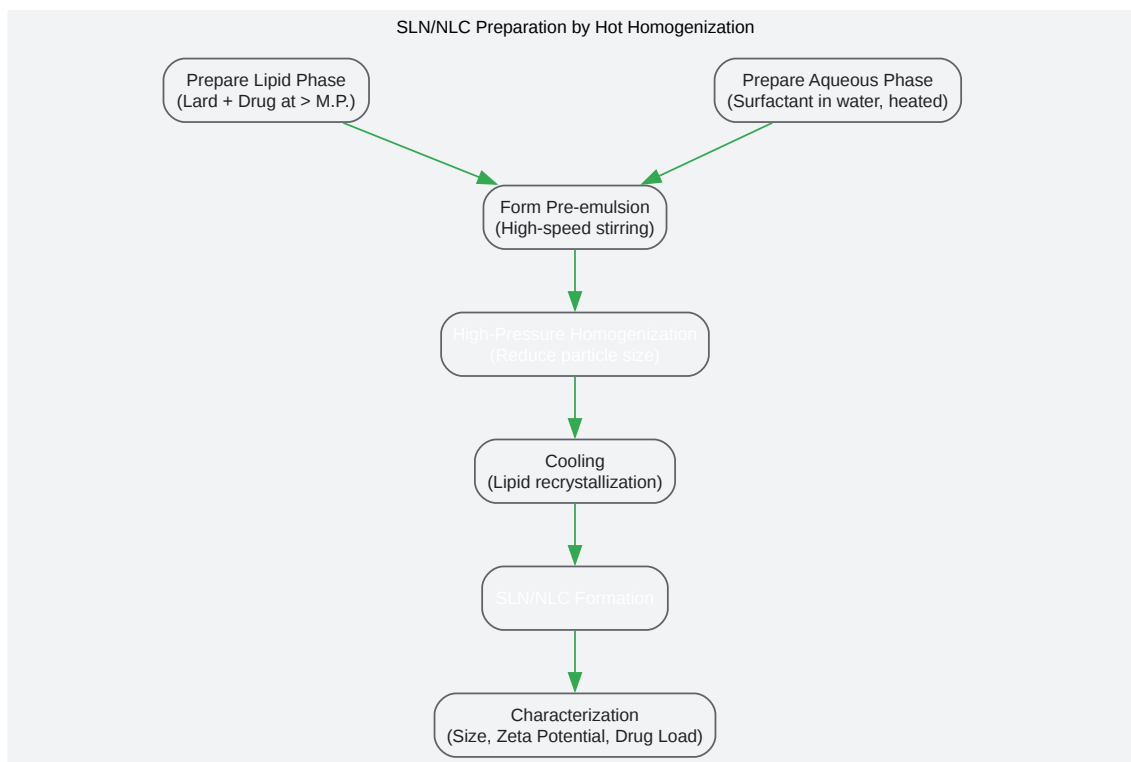 SLN/NLC Preparation by Hot Homogenization
Prepare Lipid Phase
(Lard + Drug at > M.P.)
Prepare Aqueous Phase
(Surfactant in water, heated)
Form Pre-emulsion
(High-speed stirring)
High-Pressure Homogenization
(Reduce particle size)
Cooling
(Lipid recrystallization)
SLN/NLC Formation
Characterization
(Size, Zeta Potential, Drug Load)